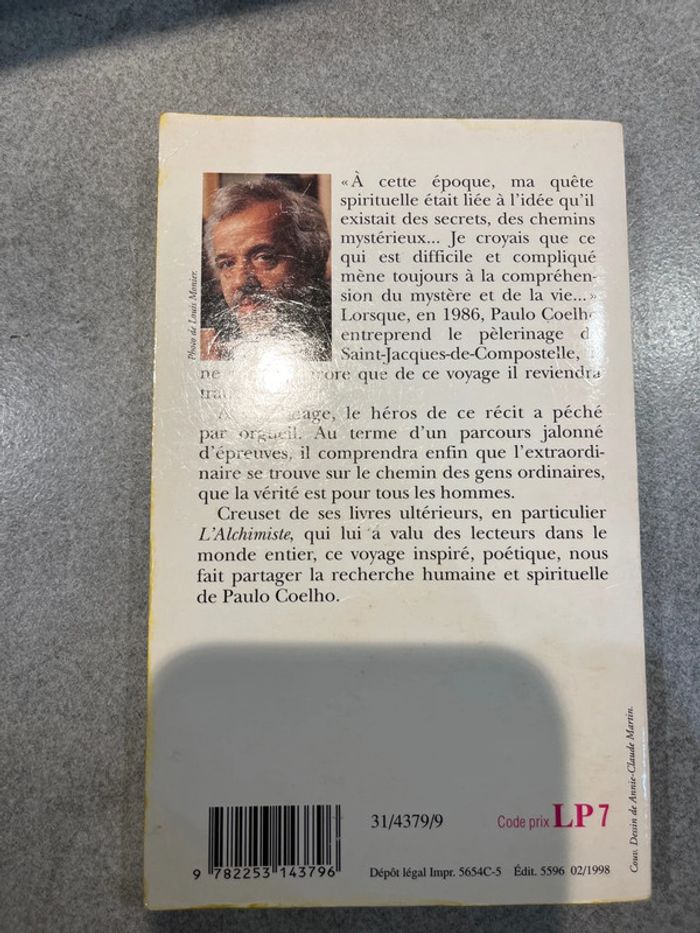 « À cette époque, ma quête
spirituelle était liée à l'idée qu'il
existait des secrets, des chemins
mystérieux... Je croyais que ce
qui est difficile et compliqué
mène toujours à la compréhen-
sion du mystère et de la vie... »
Lorsque, en 1986, Paulo Coelho
entreprend le pèlerinage de
Saint-Jacques-de-Compostelle, il
ne que de ce voyage il reviendra
le héros de ce récit a péché
par orgueil. Au terme d'un parcours jalonné
d'épreuves, il comprendra enfin que l'extraordi-
naire se trouve sur le chemin des gens ordinaires,
que la vérité est pour tous les hommes.
Creuset de ses livres ultérieurs, en particulier
L'Alchimiste, qui lui a valu des lecteurs dans le
monde entier, ce voyage inspiré, poétique, nous
fait partager la recherche humaine et spirituelle
de Paulo Coelho.
Photo de Louis Monier.
Couv. Dessin de Annie-Claude Martin.
31/4379/9
Code prix LP 7
9 782253 143796
Dépôt légal Impr. 5654C-5 Édit. 5596 02/1998